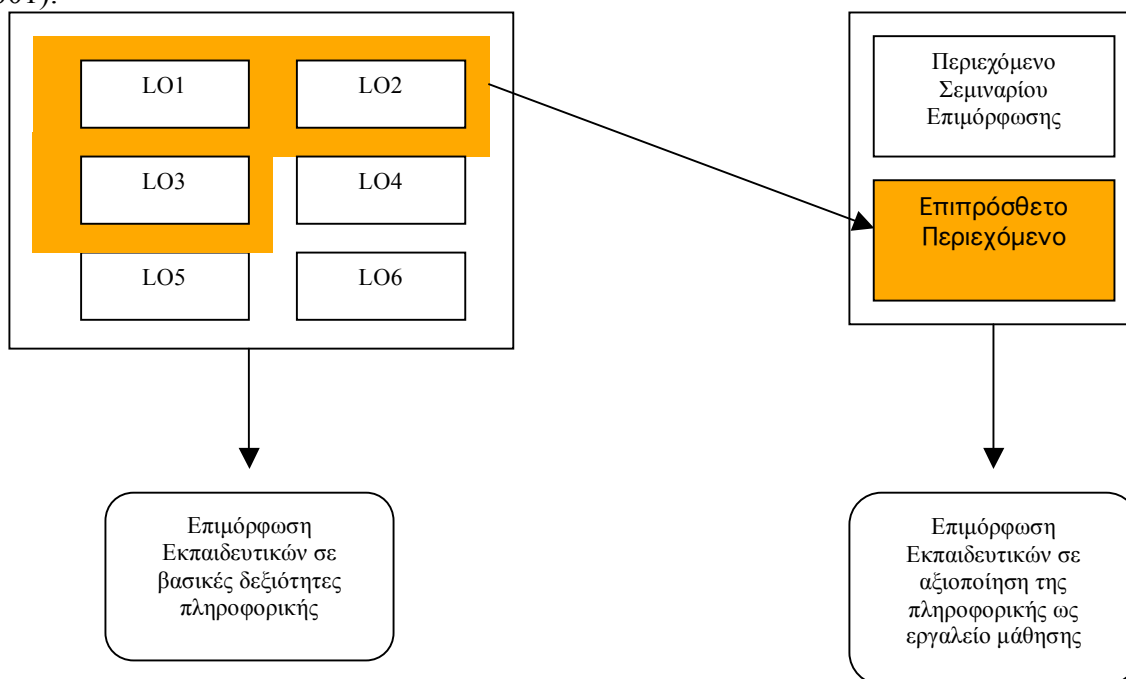 LO1
LO2
LO3
LO4
LO5
LO6
Περιεχόμενο
Σεμιναρίου
Επιμόρφωσης
Επιπρόσθετο
Περιεχόμενο
Επιμόρφωση
Εκπαιδευτικών σε
βασικές δεξιότητες
πληροφορικής
Επιμόρφωση
Εκπαιδευτικών σε
αξιοποίηση της
πληροφορικής ως
εργαλείο μάθησης